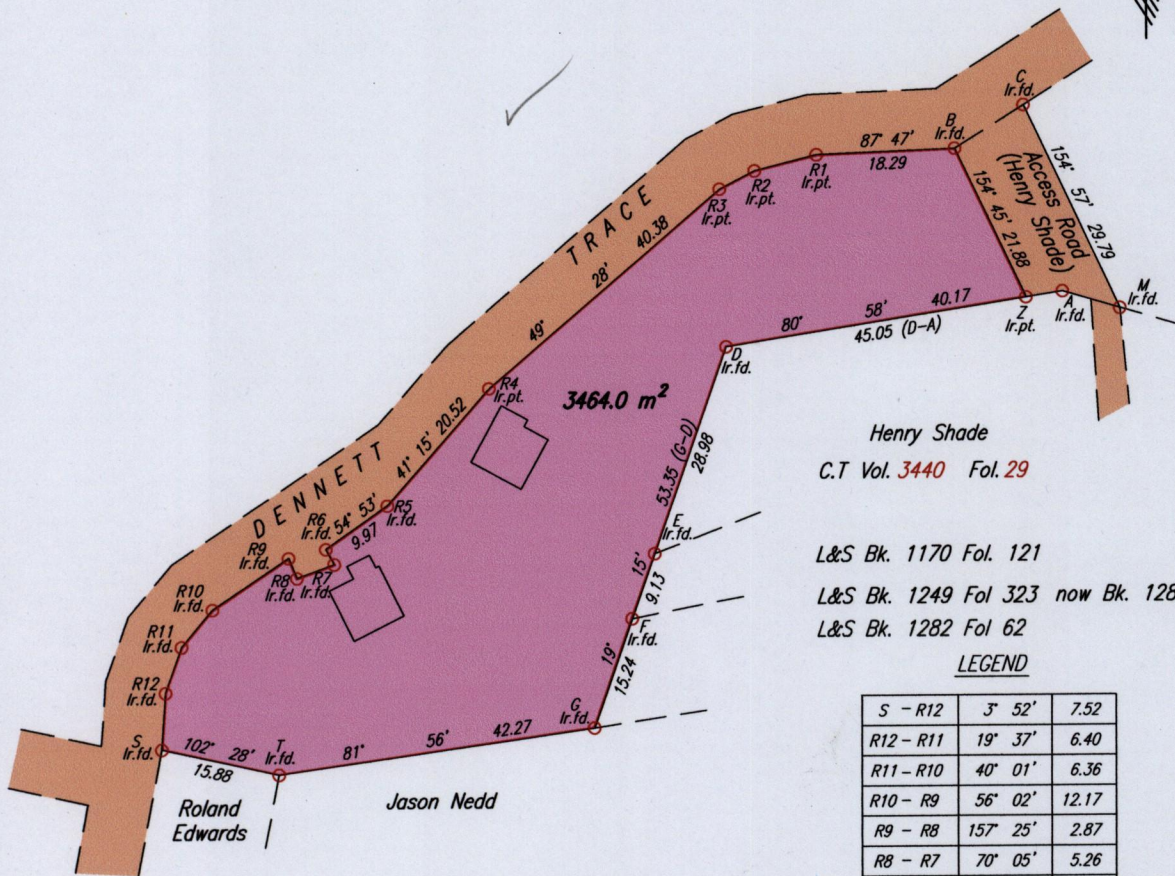 C
Ir.fd.
B
Ir.fd.
87° 47'
18.29
R1
Ir.pt.
R2
Ir.pt.
R3
Ir.pt.
154° 57' 29.79
Access Road
(Henry Shade)
154° 45' 21.88
TRACE
49° 28' 40.38
M
Ir.fd.
A
Ir.fd.
Z
Ir.pt.
80° 58' 40.17
45.05 (D-A)
D
Ir.fd.
R4
Ir.pt.
3464.0 m²
41° 15' 20.52
53.35 (G-D)
28.98
Henry Shade
C.T Vol. 3440 Fol. 29
DENNETT
R5
Ir.fd.
R6
Ir.fd.
54° 53'
9.97
R7
Ir.fd.
R8
Ir.fd.
R9
Ir.fd.
E
Ir.fd.
15'
9.13
F
Ir.fd.
19°
15.24
L&S Bk. 1170 Fol. 121
L&S Bk. 1249 Fol 323 now Bk. 128
L&S Bk. 1282 Fol 62
R10
Ir.fd.
R11
Ir.fd.
R12
Ir.fd.
G
Ir.fd.
S
Ir.fd.
102° 28'
15.88
T
Ir.fd.
81° 56' 42.27
Roland
Edwards
Jason Nedd
LEGEND
S - R12 3° 52' 7.52
R12 - R11 19° 37' 6.40
R11 - R10 40° 01' 6.36
R10 - R9 56° 02' 12.17
R9 - R8 157° 25' 2.87
R8 - R7 70° 05' 5.26